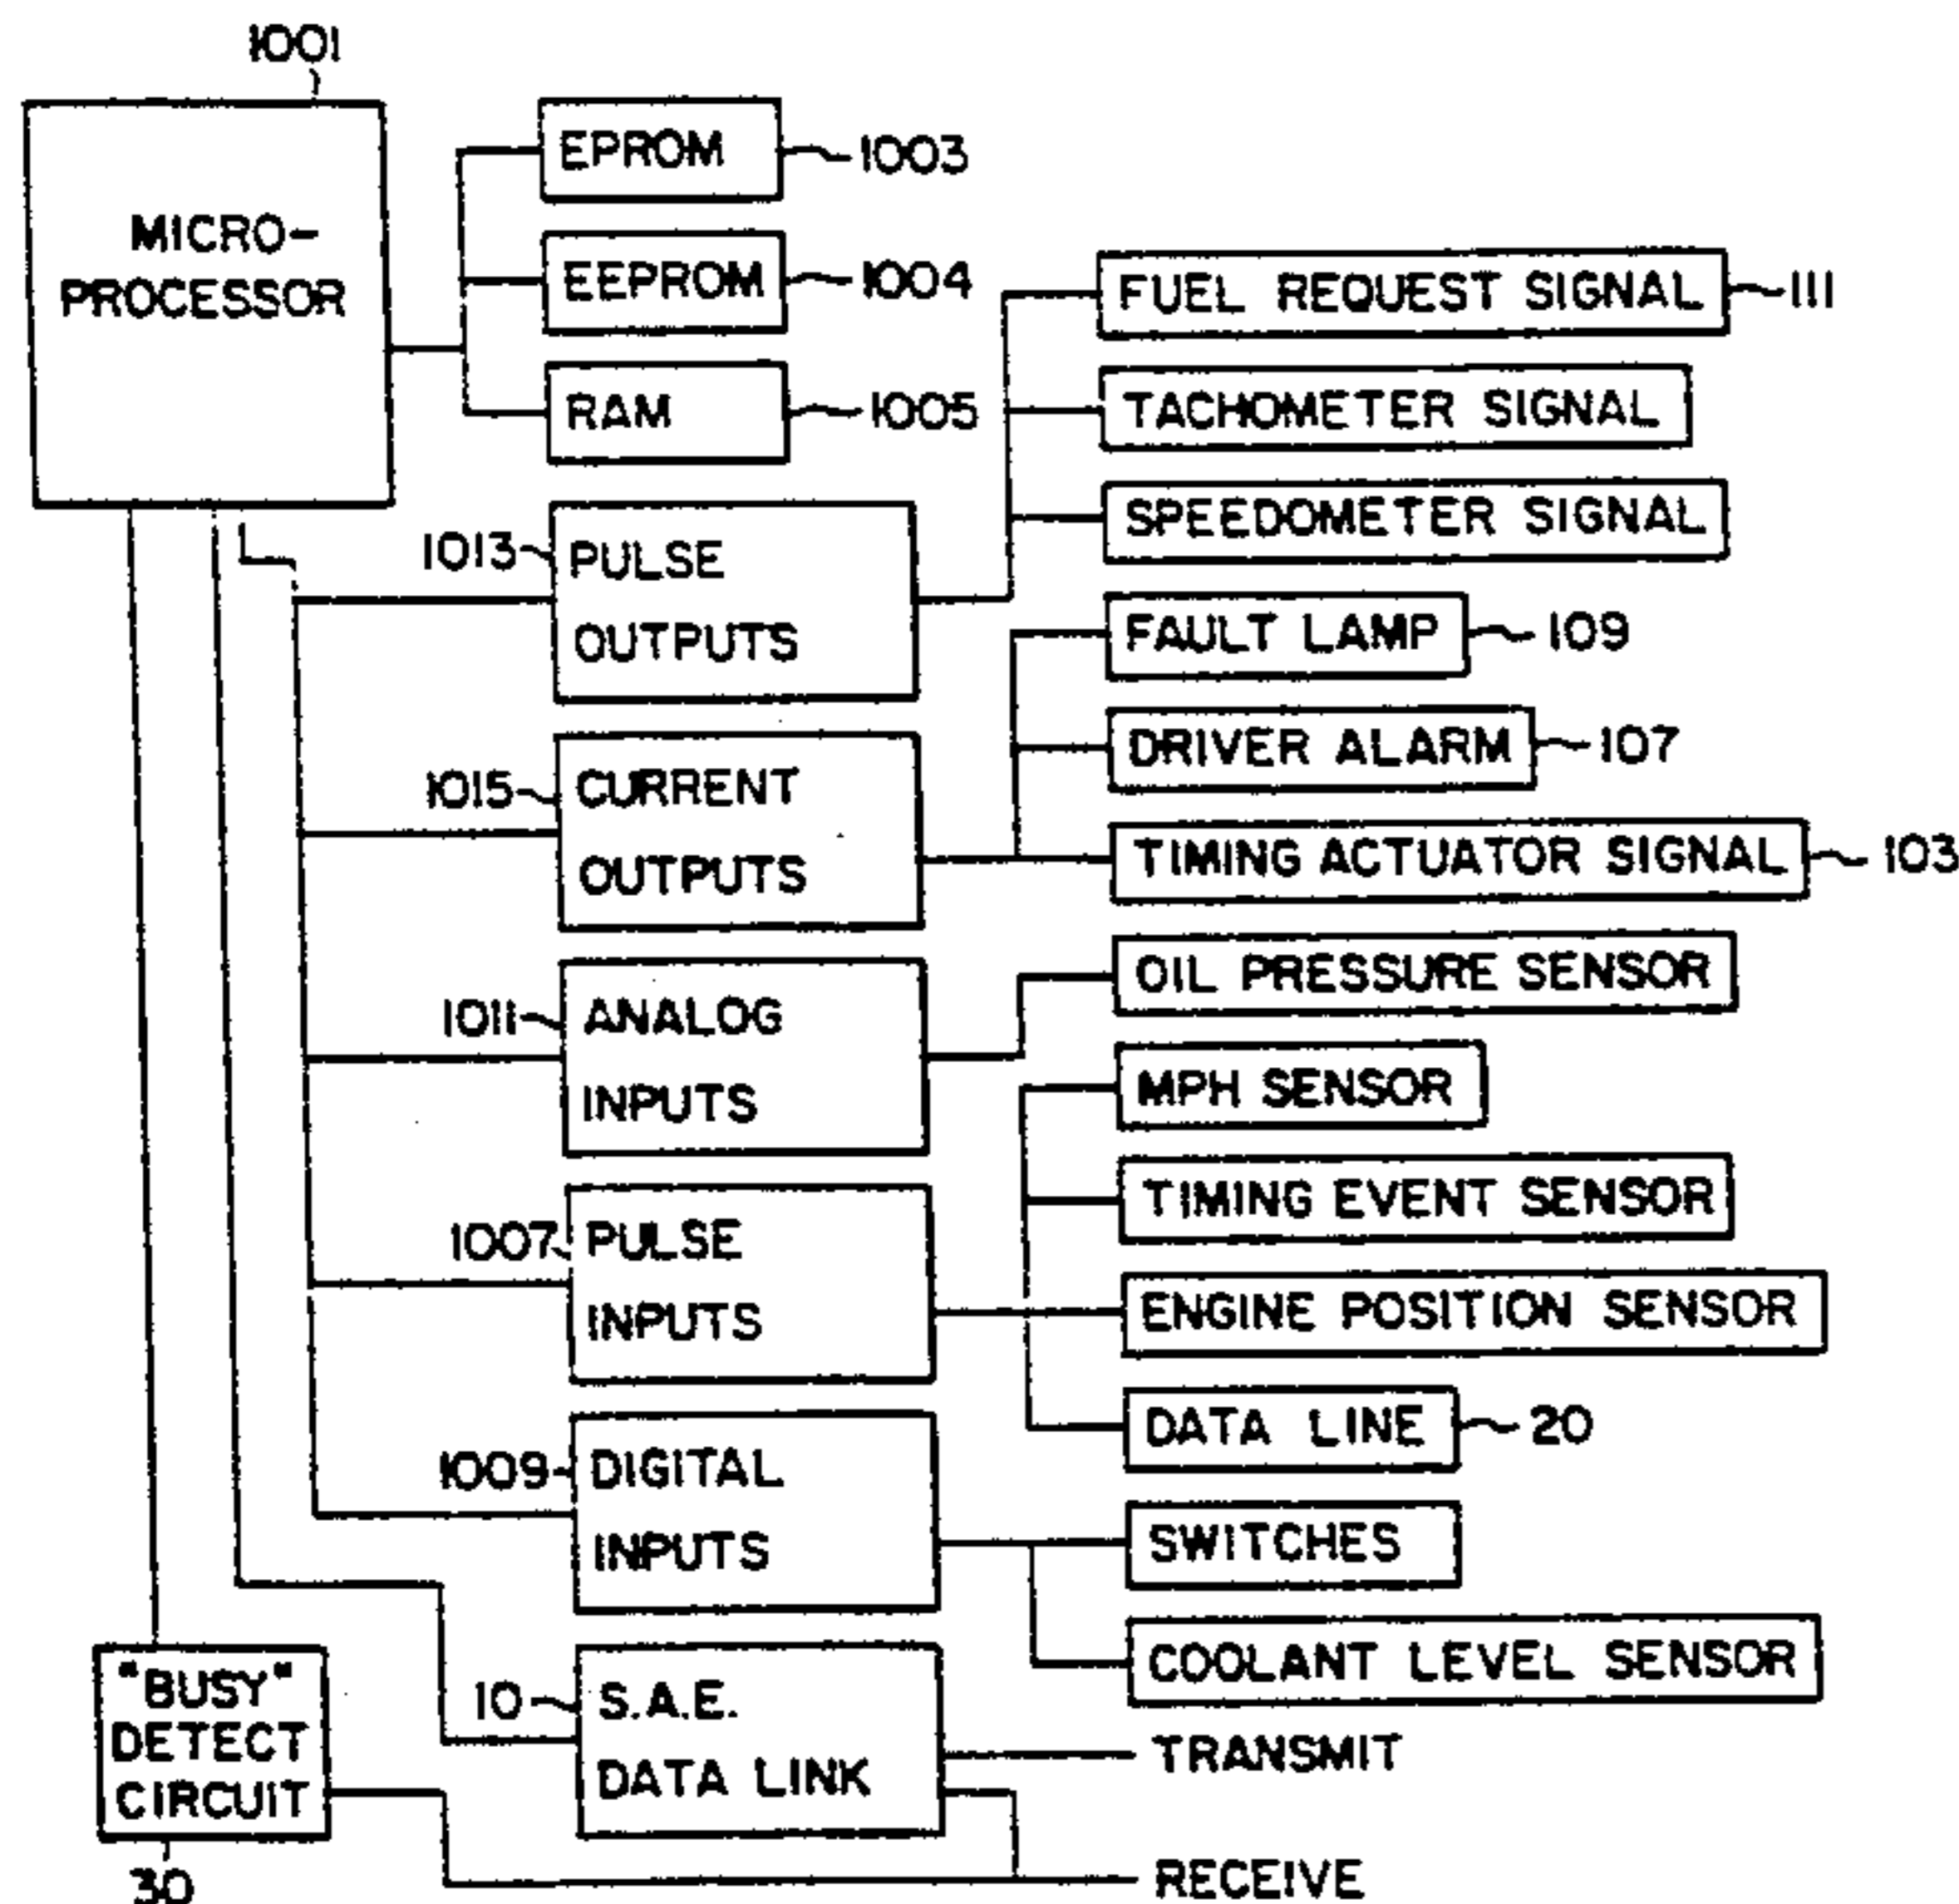 1001
MICRO-
PROCESSOR
EPROM
1003
EEPROM
1004
RAM
1005
FUEL REQUEST SIGNAL
111
TACHOMETER SIGNAL
SPEEDOMETER SIGNAL
1013
PULSE
OUTPUTS
FAULT LAMP
109
DRIVER ALARM
107
1015
CURRENT
OUTPUTS
TIMING ACTUATOR SIGNAL
103
OIL PRESSURE SENSOR
1011
ANALOG
INPUTS
MPH SENSOR
TIMING EVENT SENSOR
1007
PULSE
INPUTS
ENGINE POSITION SENSOR
DATA LINE
20
1009
DIGITAL
INPUTS
SWITCHES
COOLANT LEVEL SENSOR
"BUSY"
DETECT
CIRCUIT
30
10
S.A.E.
DATA LINK
TRANSMIT
RECEIVE